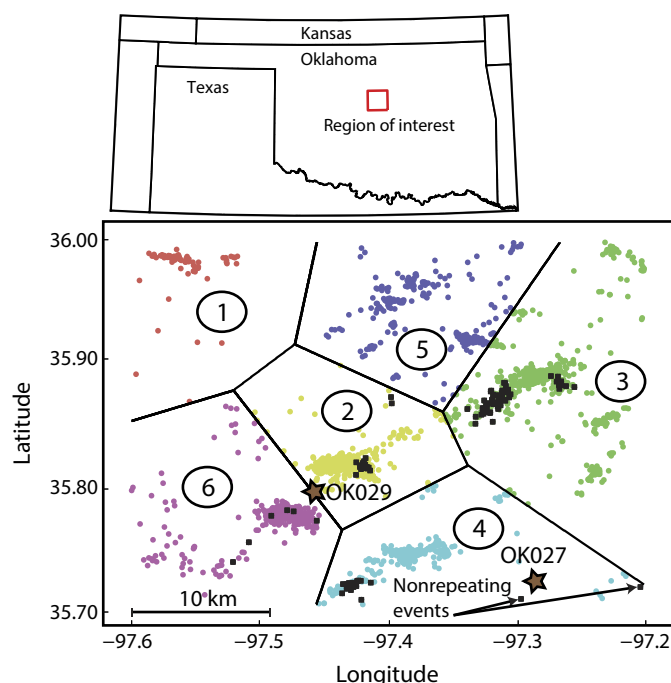 Kansas
Oklahoma
Texas
Region of interest
36.00
35.90
35.80
35.70
Latitude
1
5
3
2
6
4
OK029
OK027
Nonrepeating
events
10 km
−97.6
−97.5
−97.4
−97.3
−97.2
Longitude